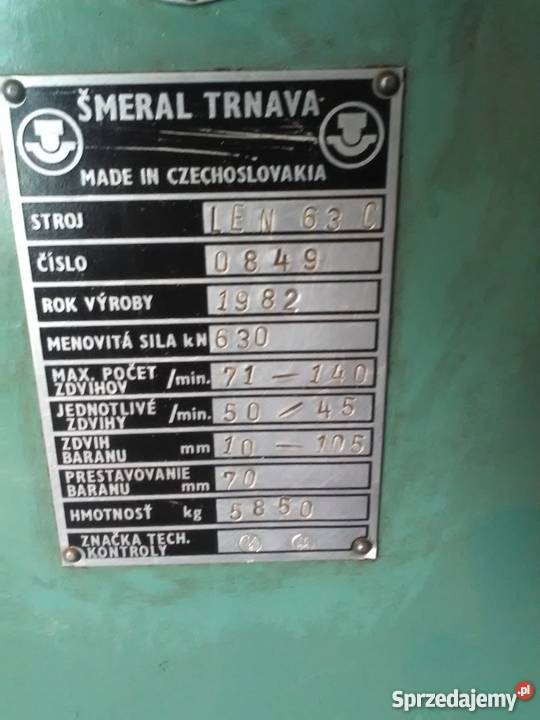 ŠMERAL TRNAVA
MADE IN CZECHOSLOVAKIA
STROJ LEN 63 C
ČÍSLO 0849
ROK VÝROBY 1982
MENOVITÁ SILA kN 630
MAX. POČET ZDVIHOV /min. 71 - 140
JEDNOTLIVÉ ZDVIHY /min. 50 / 45
ZDVIH BARANU mm 10 - 105
PRESTAVOVANIE BARANU mm 70
HMOTNOSŤ kg 5850
ZNAČKA TECH. KONTROLY
Sprzedajemy.pl